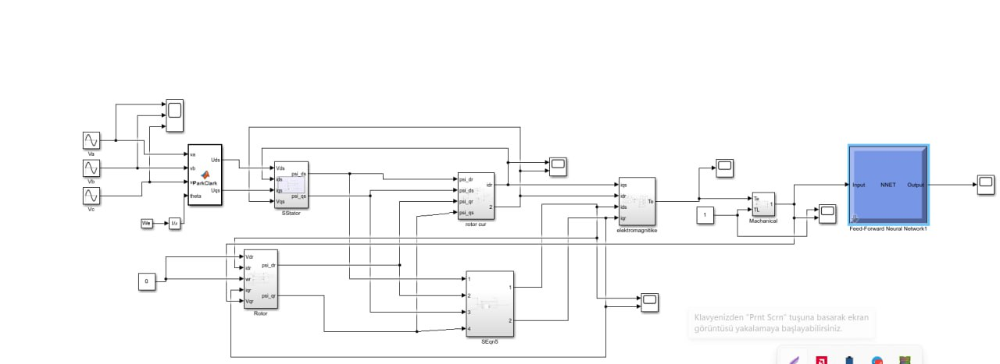 Va
Vb
Vc
va
vb
theta
ParkClark
Uds
Uqs
We
1/s
Vds
ids
iqs
Vqs
psi_ds
psi_qs
SStator
psi_dr
psi_ds
psi_qr
psi_qs
idr
2
rotor cur
iqs
idr
ids
iqr
Te
elektromagnitike
1
Te
TL
1
Machanical
Input
NNET
Output
Feed-Forward Neural Network1
0
Vdr
idr
wr
iqr
Vqr
psi_dr
psi_qr
Rotor
1
2
3
4
1
2
SEqn5
Klavyenizden "Prnt Scrn" tuşuna basarak ekran
görüntüsü yakalamaya başlayabilirsiniz.